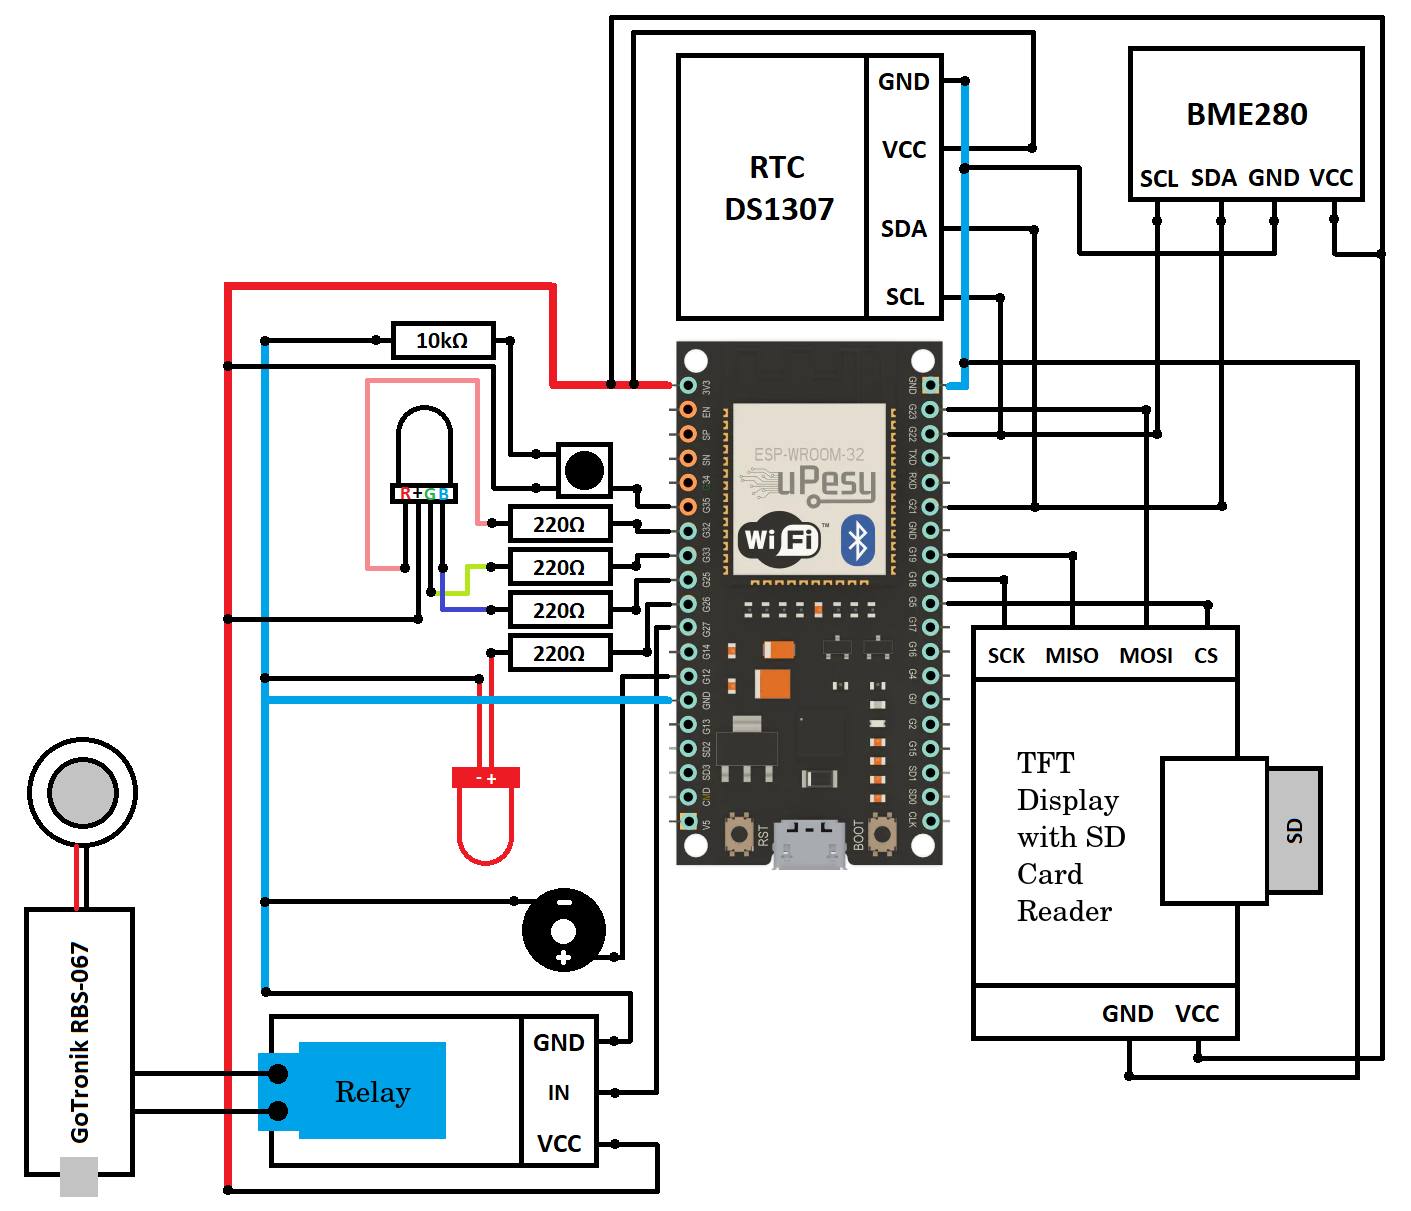 RTC
DS1307
GND
VCC
SDA
SCL
BME280
SCL SDA GND VCC
10kΩ
R + G B
220Ω
220Ω
220Ω
220Ω
- +
3V3
EN
SP
SN
G34
G35
G32
G33
G25
G26
G27
G14
G12
GND
G13
SD2
SD3
CMD
V5
ESP-WROOM-32
uPesy
Wi Fi
™
RST
BOOT
GND
G23
G22
TXD
RXD
G21
GND
G19
G18
G5
G17
G16
G4
G0
G2
G15
SD1
SD0
CLK
SCK MISO MOSI CS
TFT
Display
with SD
Card
Reader
SD
GND VCC
-
+
GoTronik RBS-067
Relay
GND
IN
VCC